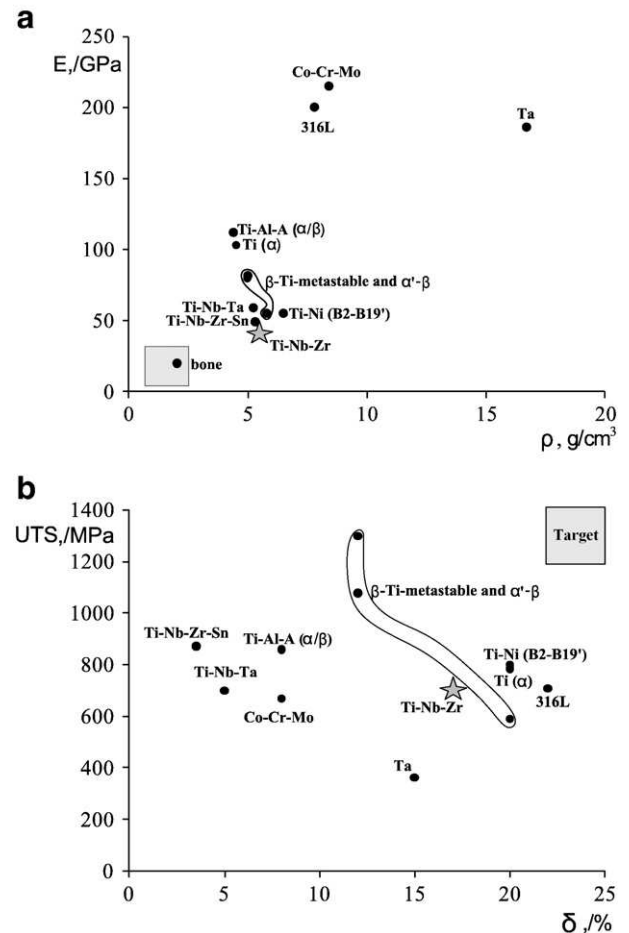 a
E,/GPa
250
200
150
100
50
0
Co-Cr-Mo
316L
Ta
Ti-Al-A (α/β)
Ti (α)
β-Ti-metastable and α'-β
Ti-Nb-Ta
Ti-Ni (B2-B19')
Ti-Nb-Zr-Sn
Ti-Nb-Zr
bone
0 5 10 15 20
ρ, g/cm³
b
UTS,/MPa
1400
1200
1000
800
600
400
200
0
Target
β-Ti-metastable and α'-β
Ti-Nb-Zr-Sn
Ti-Al-A (α/β)
Ti-Ni (B2-B19')
Ti-Nb-Ta
Ti (α)
Ti-Nb-Zr
316L
Co-Cr-Mo
Ta
0 5 10 15 20 25
δ,/%